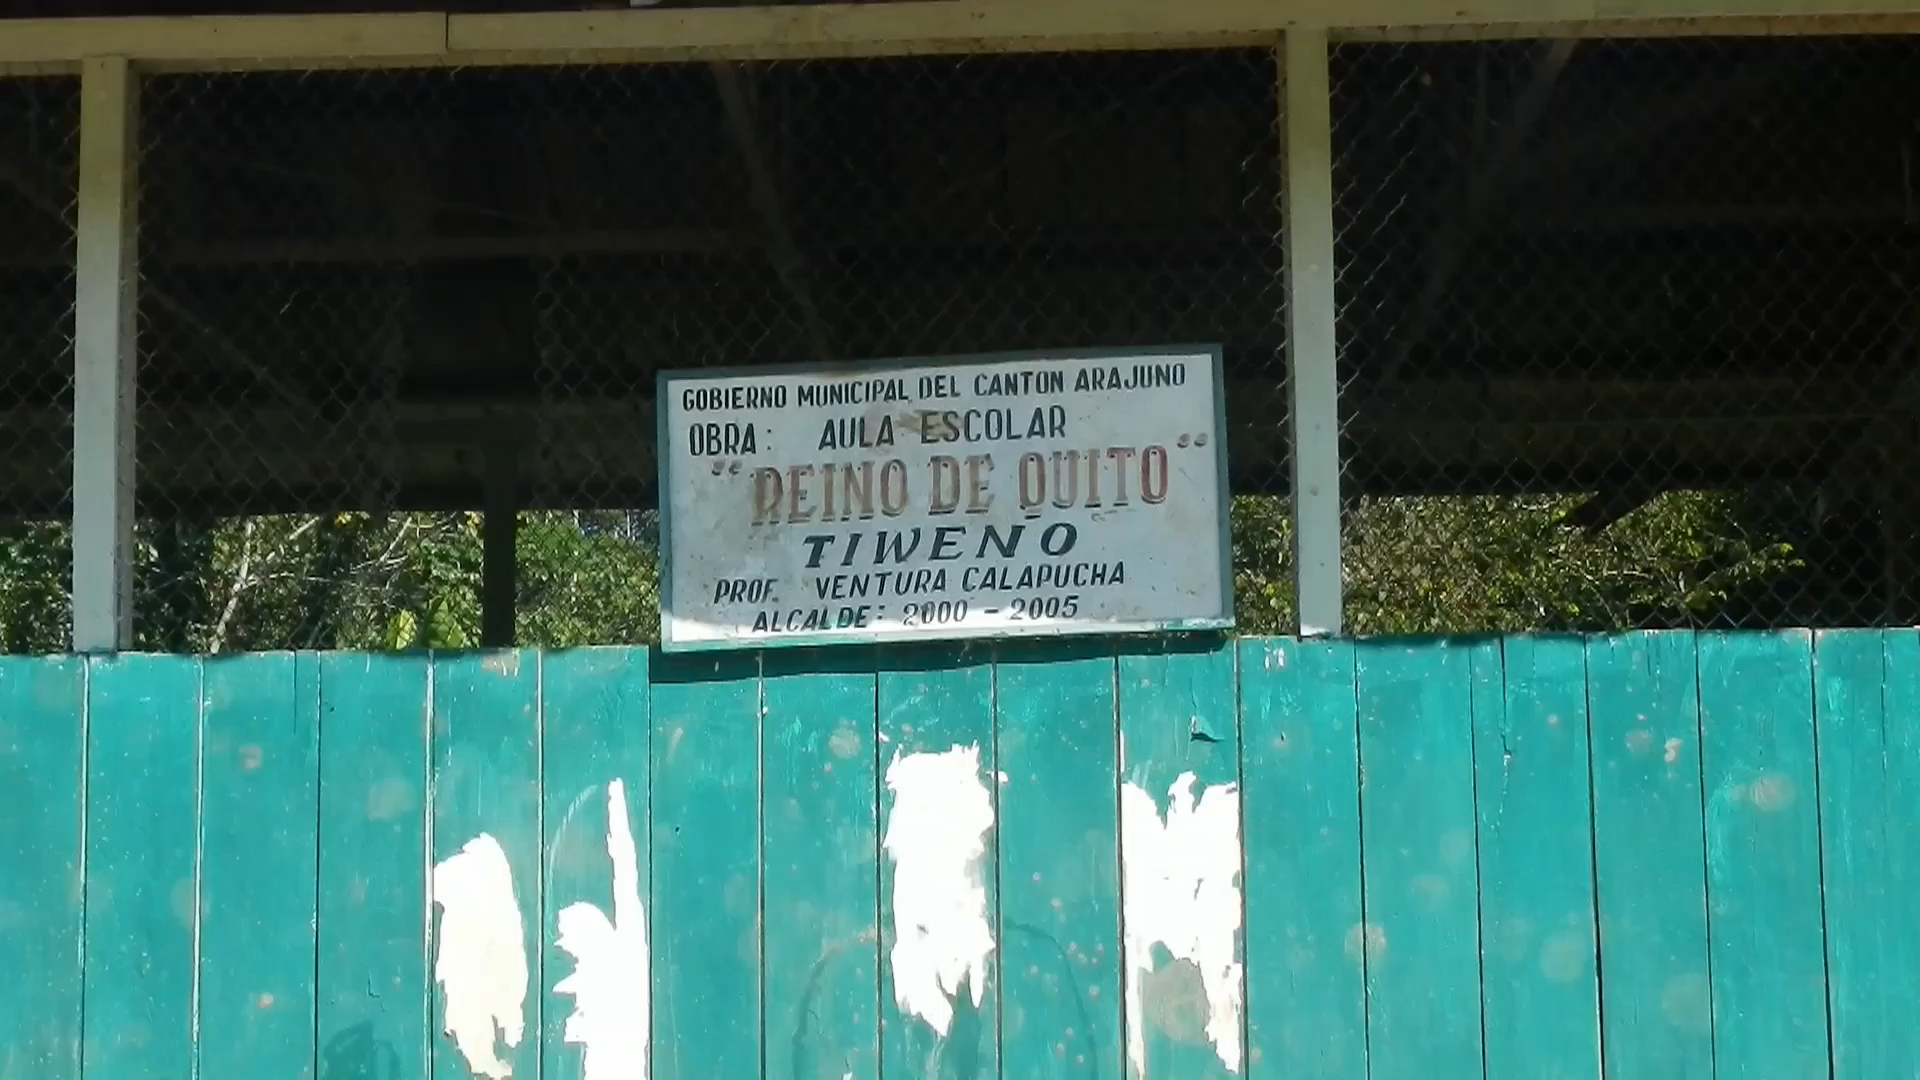 GOBIERNO MUNICIPAL DEL CANTON ARAJUNO
OBRA: AULA ESCOLAR
"REINO DE QUITO"
TIWENO
PROF. VENTURA CALAPUCHA
ALCALDE: 2000 - 2005